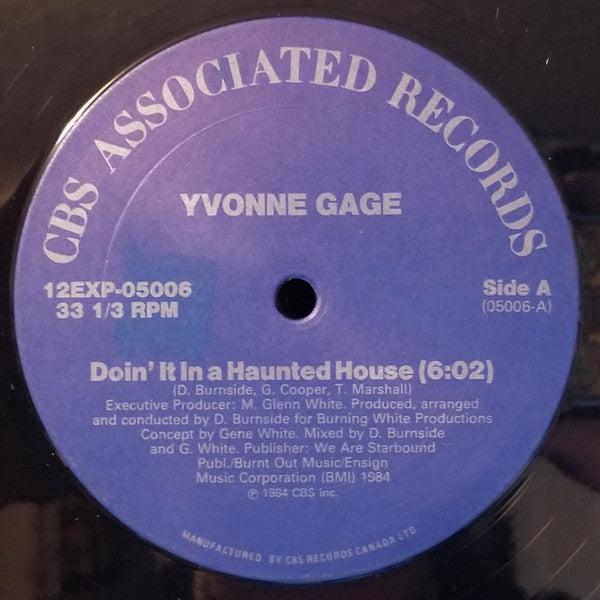 CBS ASSOCIATED RECORDS
YVONNE GAGE
12EXP-05006
33 1/3 RPM
Side A
(05006-A)
Doin' It In a Haunted House (6:02)
(D. Burnside, G. Cooper, T. Marshall)
Executive Producer: M. Glenn White. Produced, arranged
and conducted by D. Burnside for Burning White Productions
Concept by Gene White. Mixed by D. Burnside
and G. White. Publisher: We Are Starbound
Publ./Burnt Out Music/Ensign
Music Corporation (BMI) 1984
℗ 1984 CBS Inc.
MANUFACTURED BY CBS RECORDS CANADA LTD.